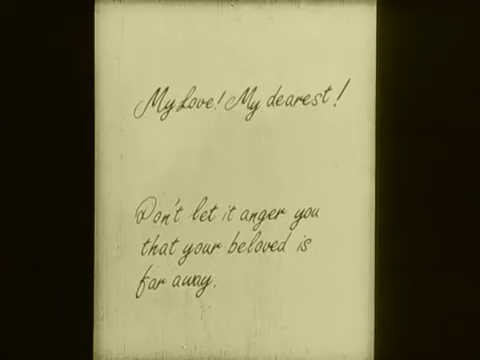 My Love! My dearest!
Don't let it anger you
that your beloved is
far away.